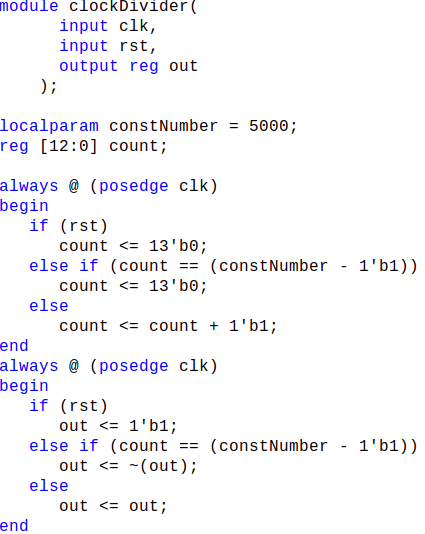 module clockDivider(
input clk,
input rst,
output reg out
);
localparam constNumber = 5000;
reg [12:0] count;
always @ (posedge clk)
begin
if (rst)
count <= 13'b0;
else if (count == (constNumber - 1'b1))
count <= 13'b0;
else
count <= count + 1'b1;
end
always @ (posedge clk)
begin
if (rst)
out <= 1'b1;
else if (count == (constNumber - 1'b1))
out <= ~(out);
else
out <= out;
end